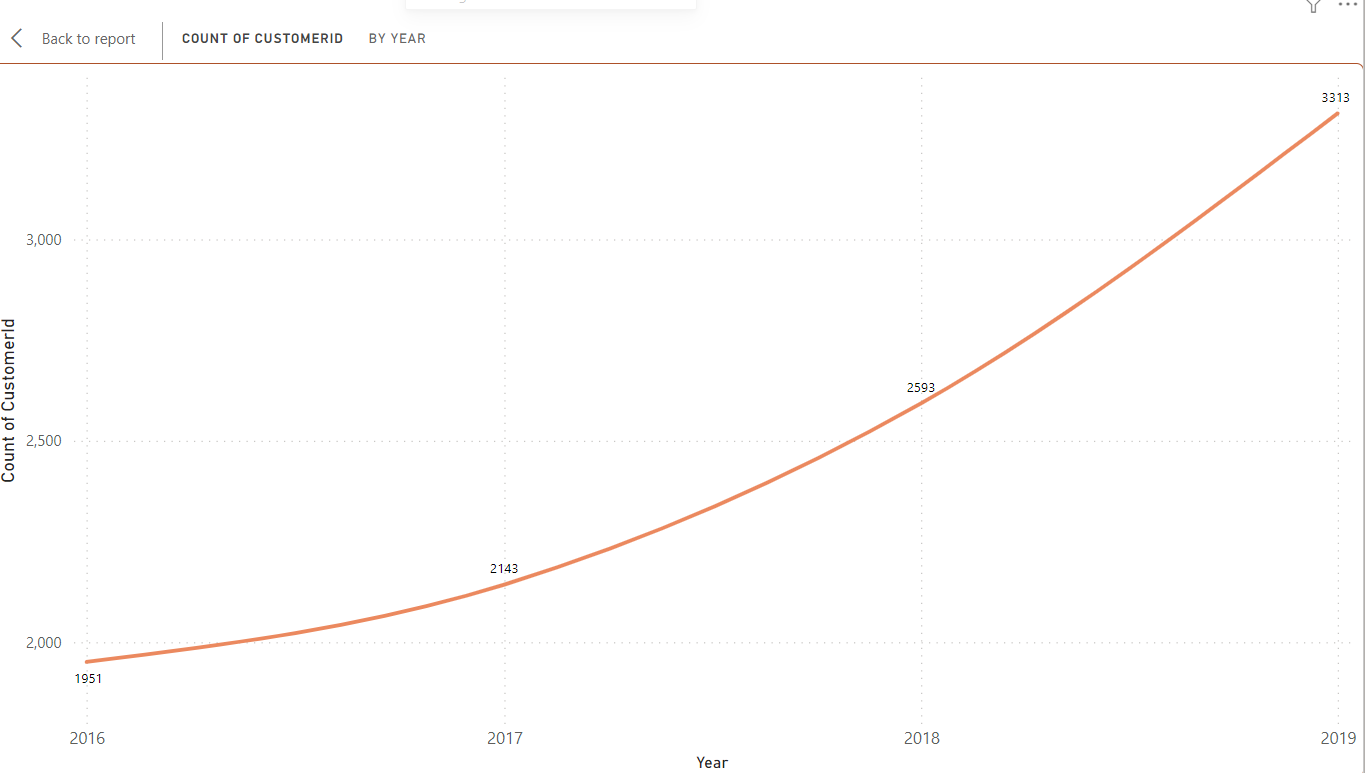 Back to report
COUNT OF CUSTOMERID BY YEAR
3313
3,000
2593
2,500
2143
2,000
1951
Count of CustomerId
2016 2017 2018 2019
Year